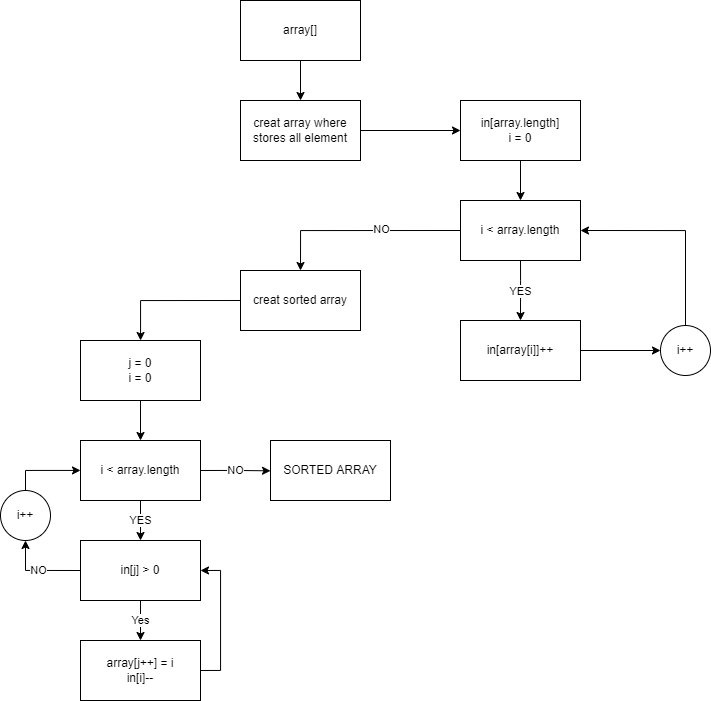 array[]
creat array where
stores all element
in[array.length]
i = 0
i < array.length
NO
YES
creat sorted array
in[array[i]]++
i++
j = 0
i = 0
i < array.length
NO
SORTED ARRAY
i++
YES
NO
in[j] > 0
Yes
array[j++] = i
in[i]--